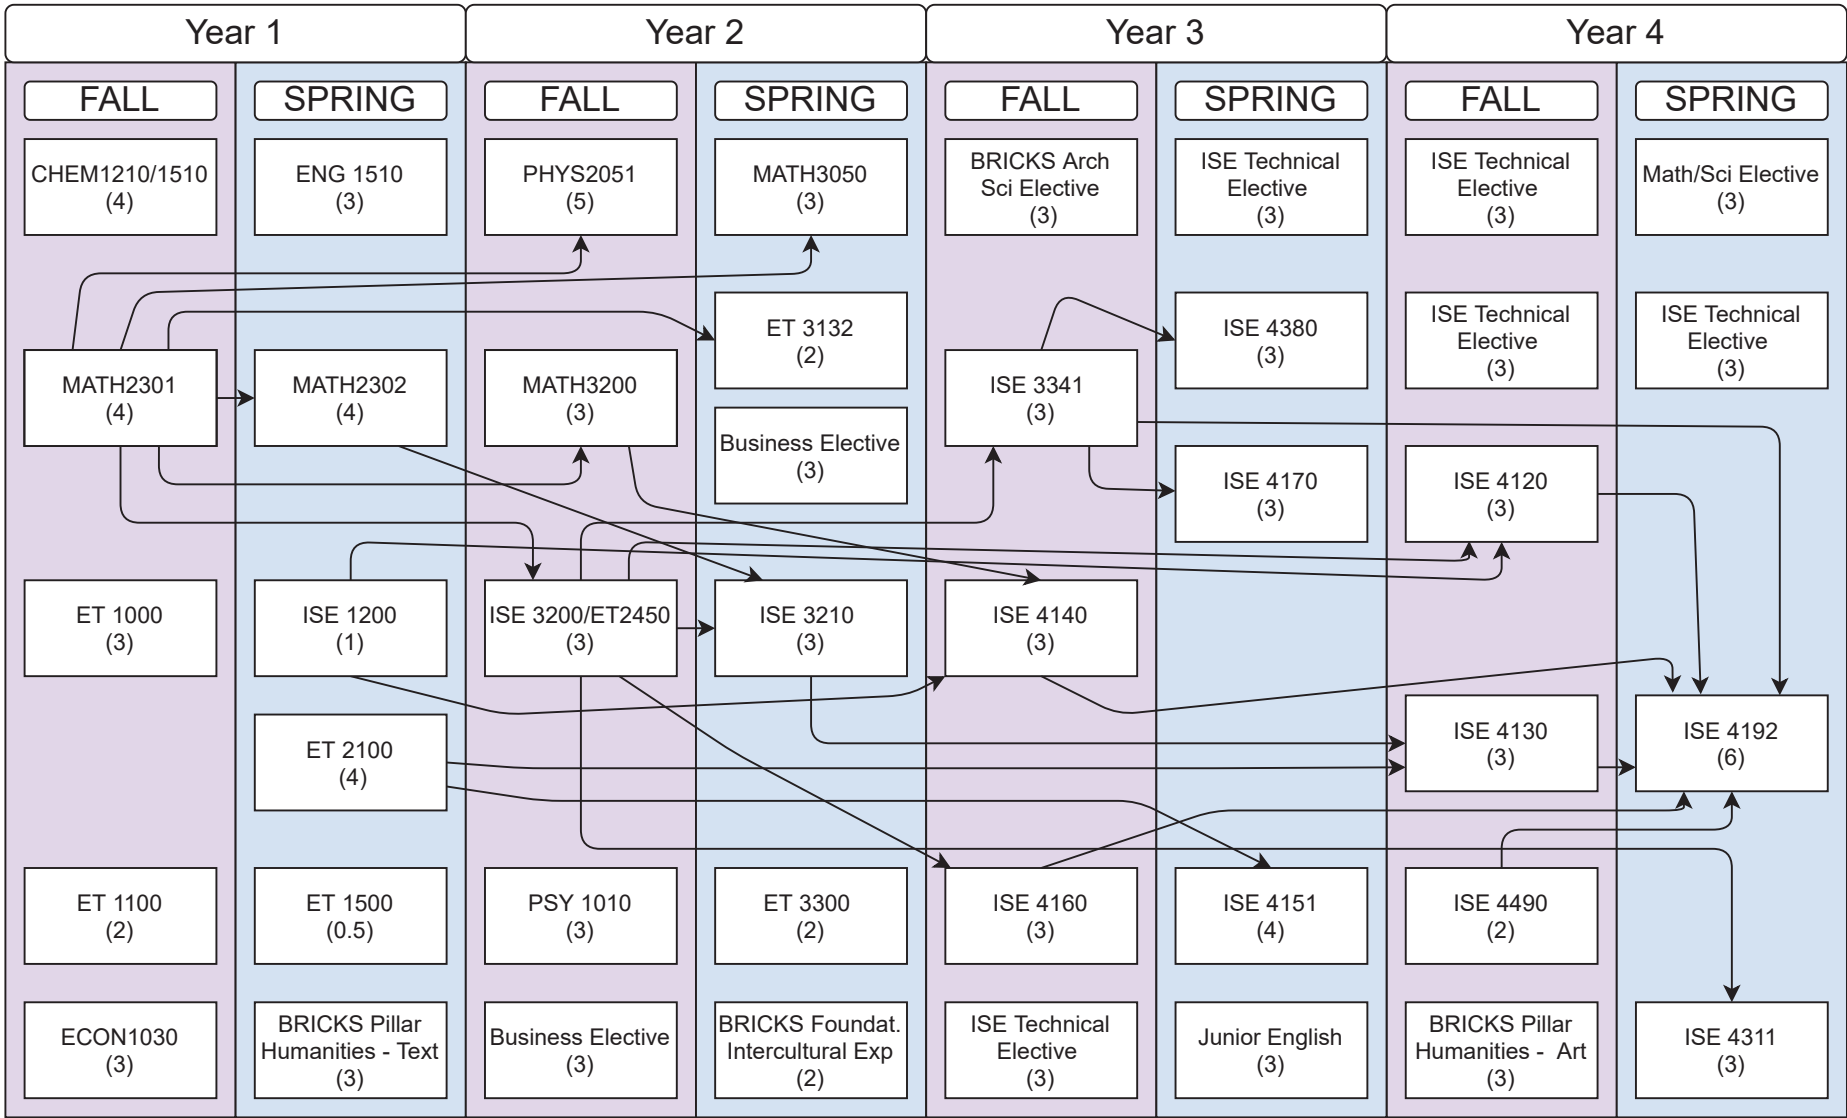 Year 1
Year 2
Year 3
Year 4
FALL
SPRING
FALL
SPRING
FALL
SPRING
FALL
SPRING
CHEM1210/1510
(4)
MATH2301
(4)
ET 1000
(3)
ET 1100
(2)
ECON1030
(3)
ENG 1510
(3)
MATH2302
(4)
ISE 1200
(1)
ET 2100
(4)
ET 1500
(0.5)
BRICKS Pillar
Humanities - Text
(3)
PHYS2051
(5)
MATH3200
(3)
ISE 3200/ET2450
(3)
PSY 1010
(3)
Business Elective
(3)
MATH3050
(3)
ET 3132
(2)
Business Elective
(3)
ISE 3210
(3)
ET 3300
(2)
BRICKS Foundat.
Intercultural Exp
(2)
BRICKS Arch
Sci Elective
(3)
ISE 3341
(3)
ISE 4140
(3)
ISE 4160
(3)
ISE Technical
Elective
(3)
ISE Technical
Elective
(3)
ISE 4380
(3)
ISE 4170
(3)
ISE 4151
(4)
Junior English
(3)
ISE Technical
Elective
(3)
ISE Technical
Elective
(3)
ISE 4120
(3)
ISE 4130
(3)
ISE 4490
(2)
BRICKS Pillar
Humanities - Art
(3)
Math/Sci Elective
(3)
ISE Technical
Elective
(3)
ISE 4192
(6)
ISE 4311
(3)